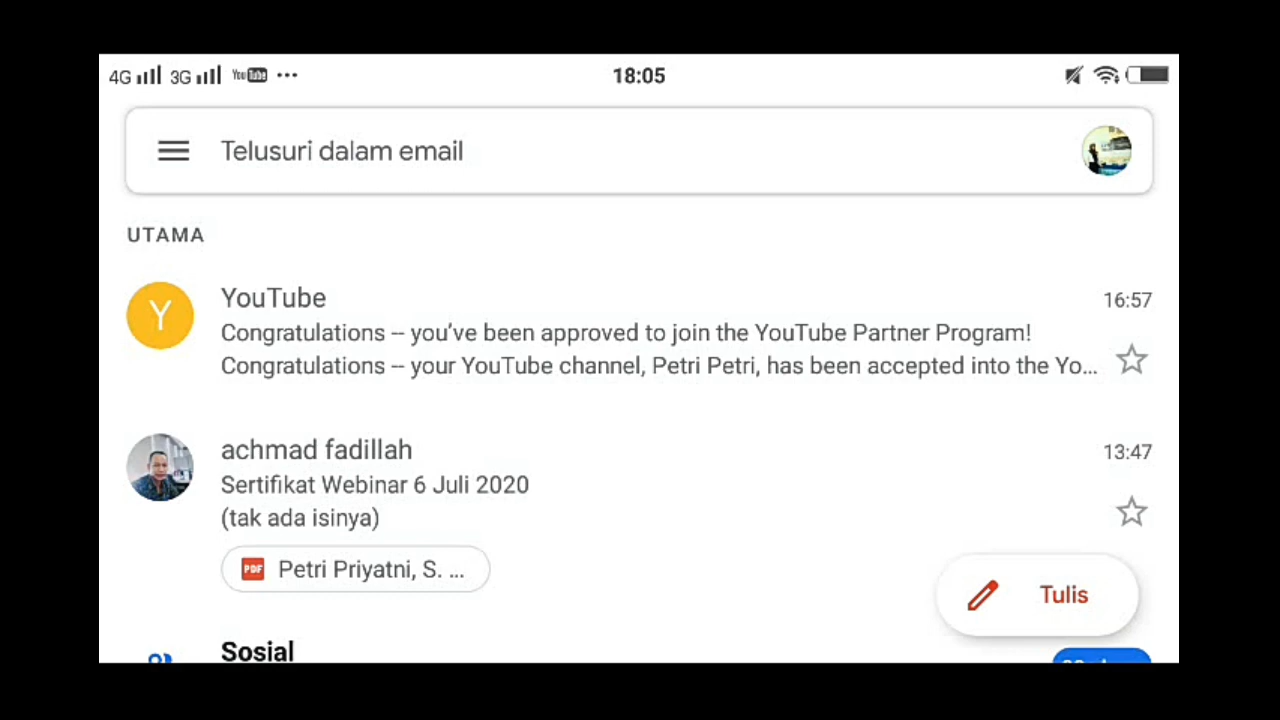 4G 3G YouTube ••• 18:05
Telusuri dalam email
UTAMA
Y YouTube 16:57
Congratulations -- you’ve been approved to join the YouTube Partner Program!
Congratulations -- your YouTube channel, Petri Petri, has been accepted into the Yo...
achmad fadillah 13:47
Sertifikat Webinar 6 Juli 2020
(tak ada isinya)
PDF Petri Priyatni, S. ...
Tulis
Sosial